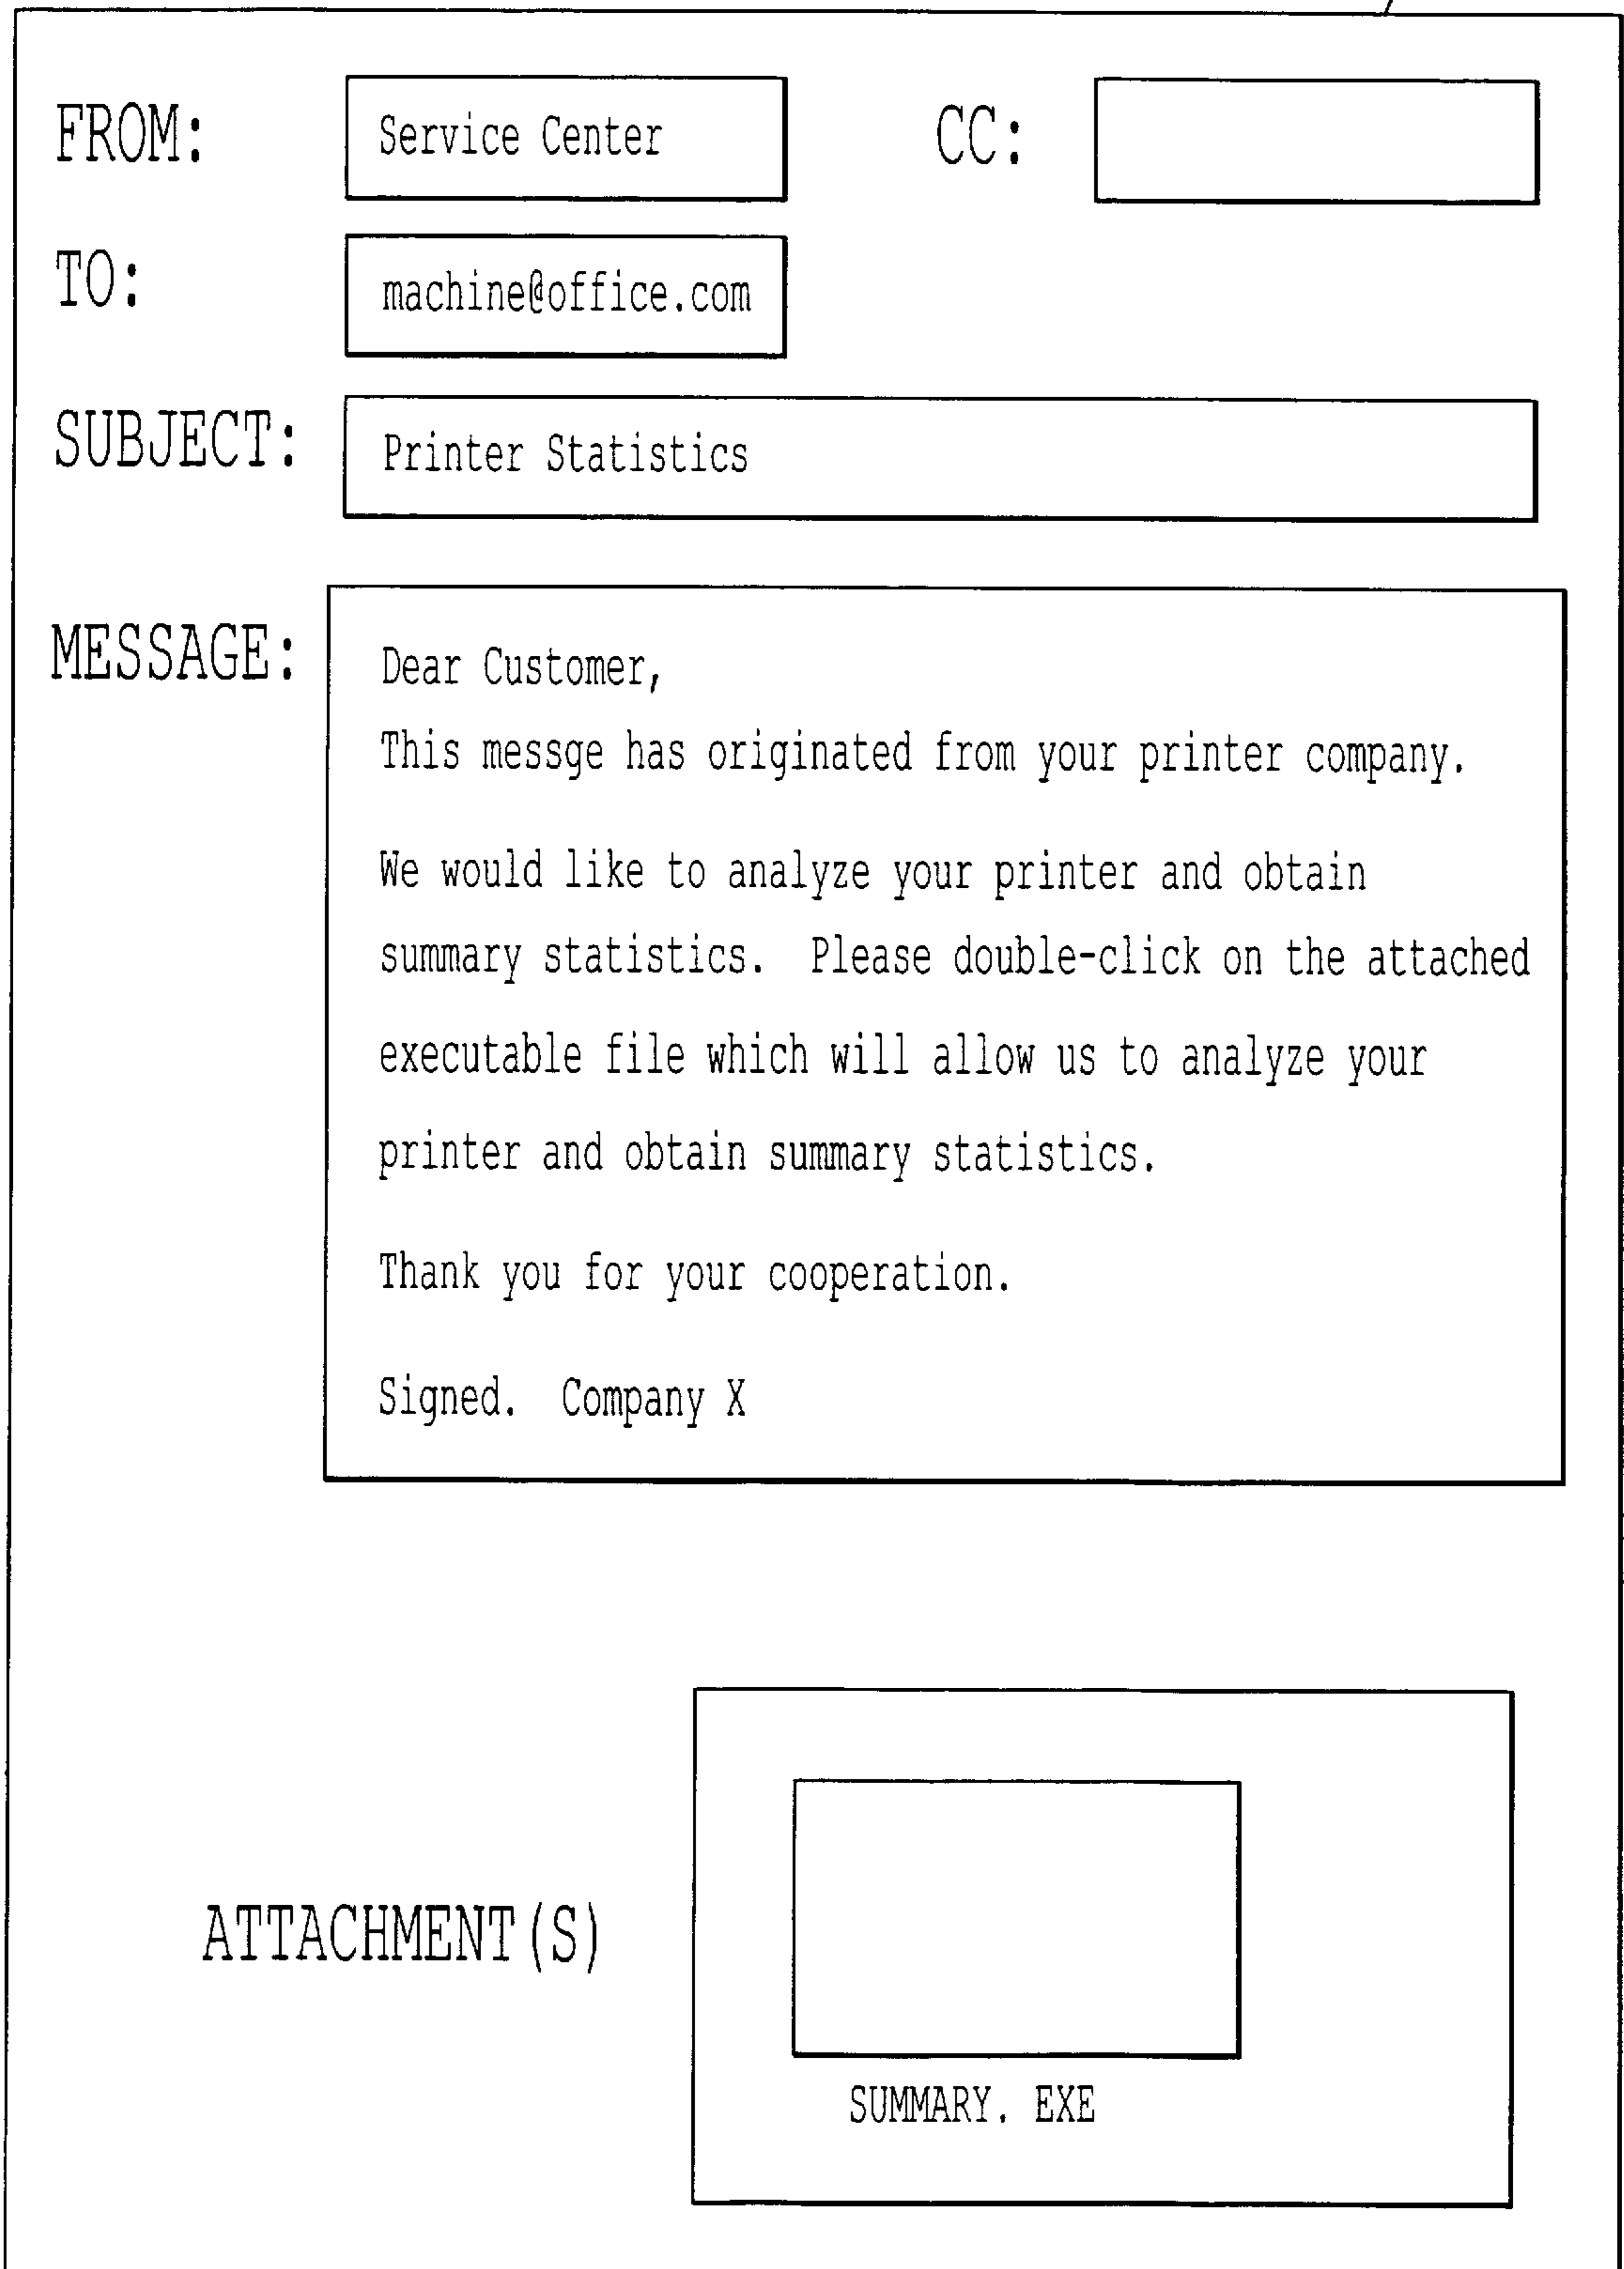 FROM: Service Center CC:
TO: machine@office.com
SUBJECT: Printer Statistics
MESSAGE: Dear Customer,
This messge has originated from your printer company.
We would like to analyze your printer and obtain
summary statistics. Please double-click on the attached
executable file which will allow us to analyze your
printer and obtain summary statistics.
Thank you for your cooperation.
Signed. Company X
ATTACHMENT(S)
SUMMARY. EXE